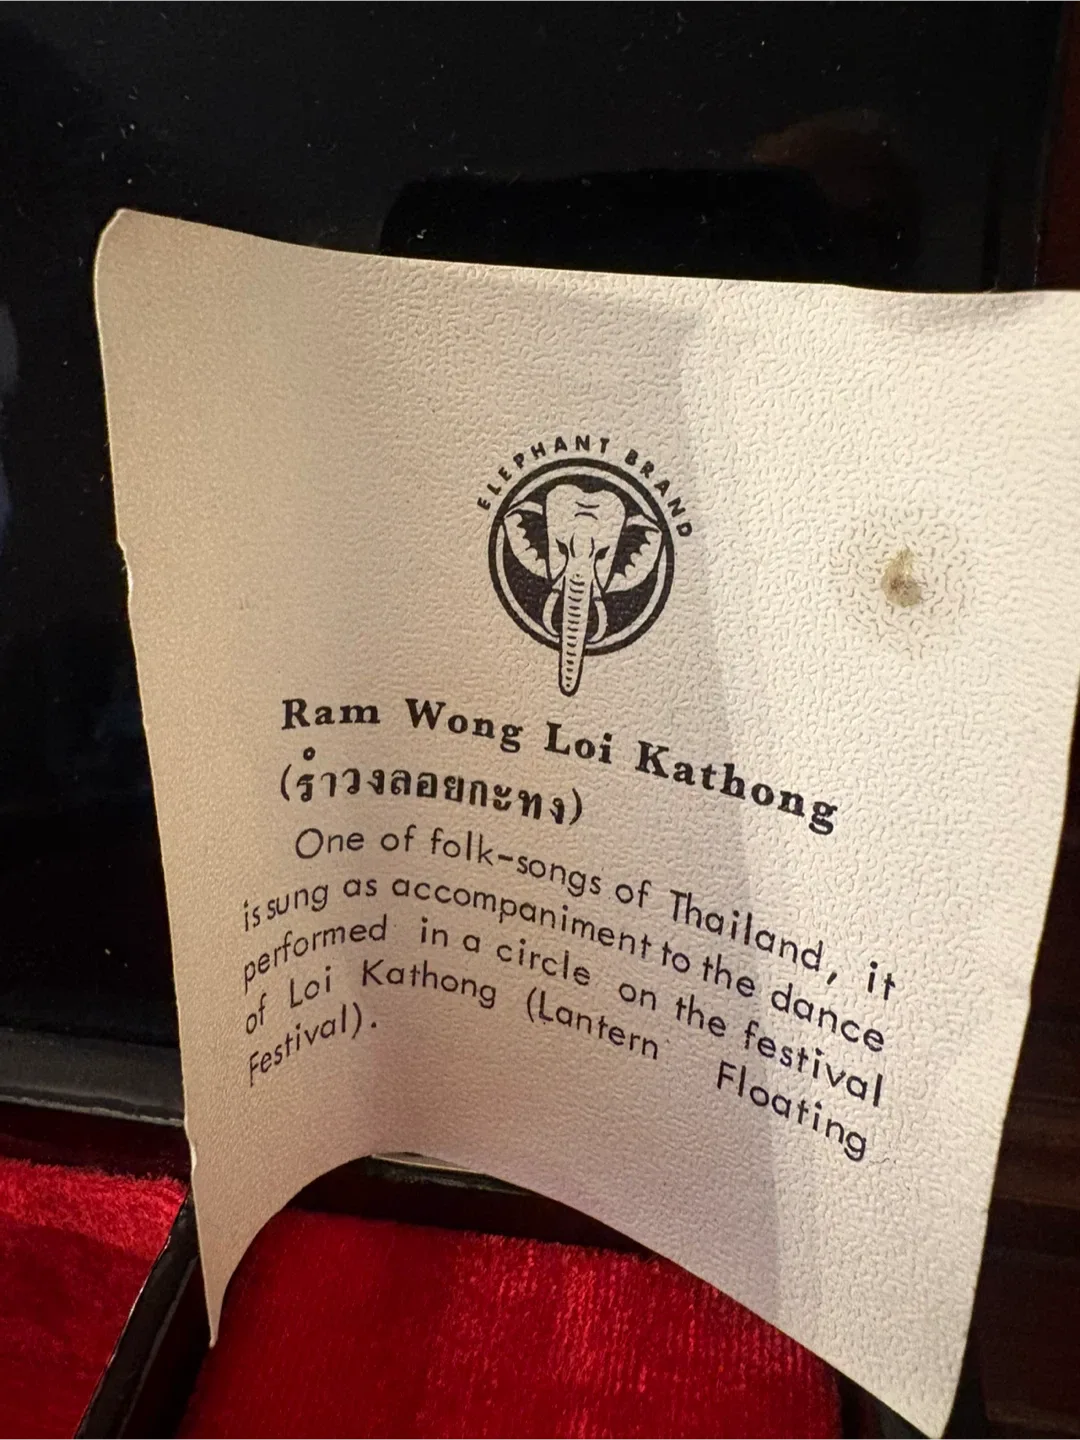 ELEPHANT BRAND
Ram Wong Loi Kathong
(รำวงลอยกะทง)
One of folk-songs of Thailand, it
is sung as accompaniment to the dance
performed in a circle on the festival
of Loi Kathong (Lantern Floating
Festival).